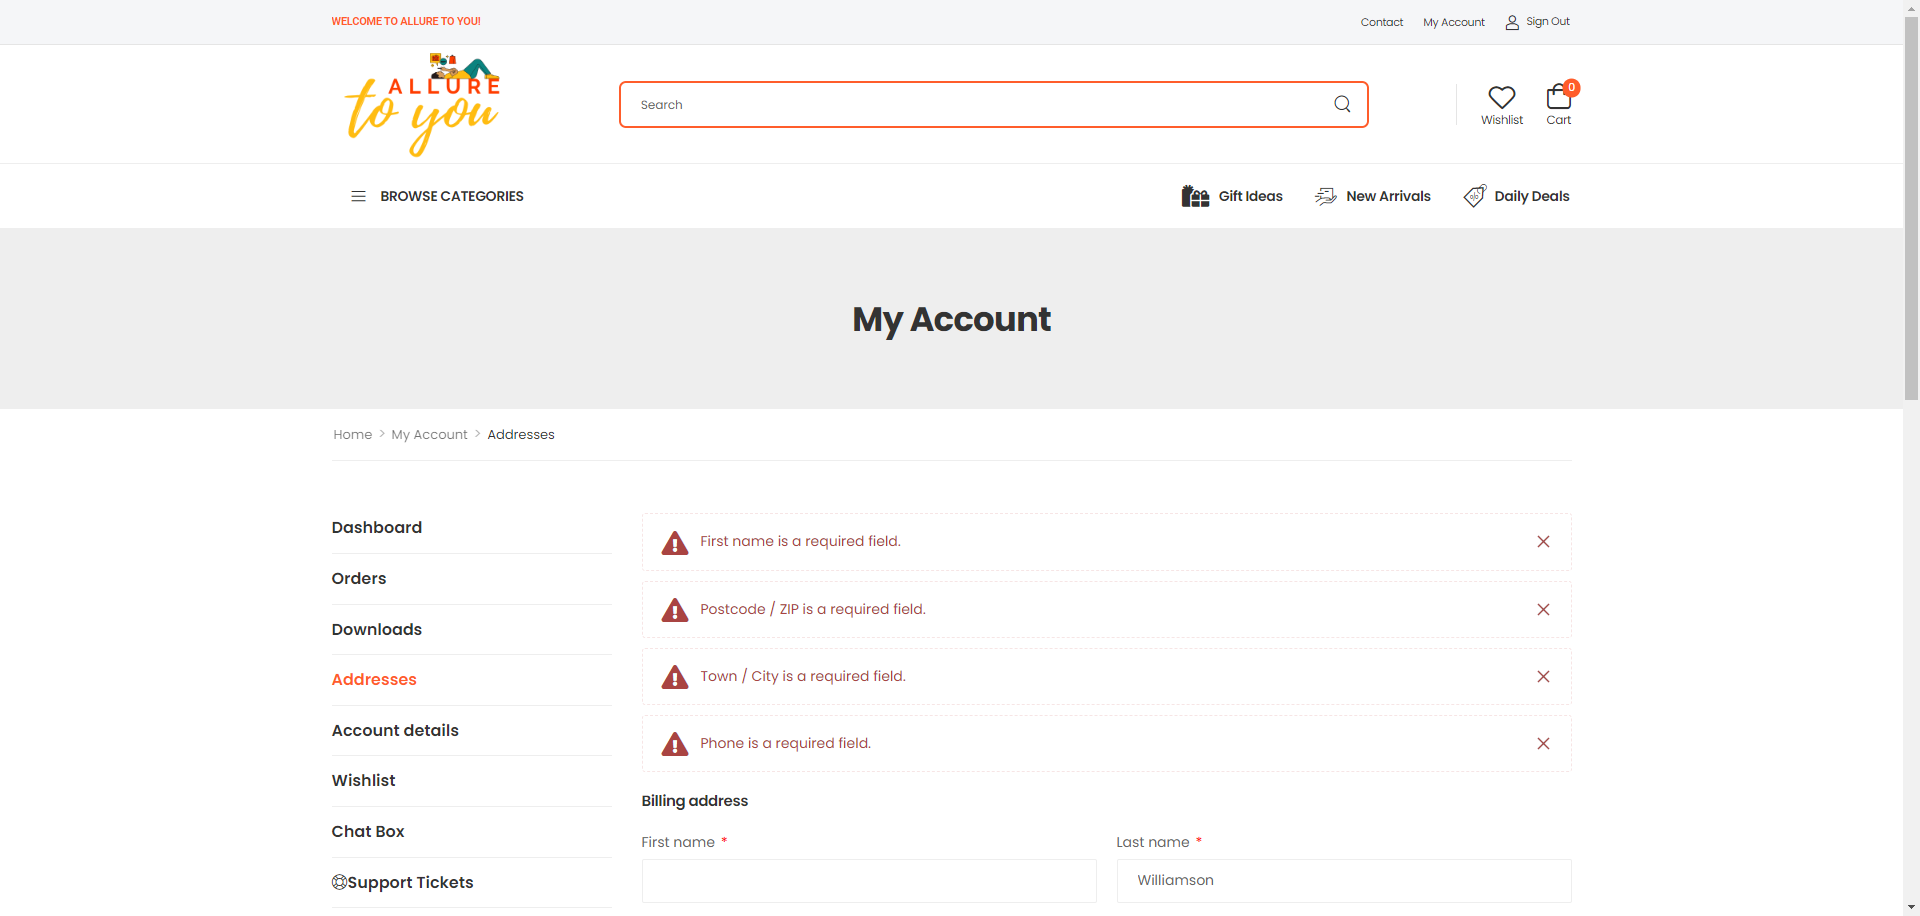 WELCOME TO ALLURE TO YOU!
Contact
My Account
Sign Out
ALLURE
to you
Search
Wishlist
0
Cart
BROWSE CATEGORIES
Gift Ideas
New Arrivals
Daily Deals
My Account
Home > My Account > Addresses
Dashboard
Orders
Downloads
Addresses
Account details
Wishlist
Chat Box
Support Tickets
First name is a required field.
Postcode / ZIP is a required field.
Town / City is a required field.
Phone is a required field.
Billing address
First name *
Last name *
Williamson